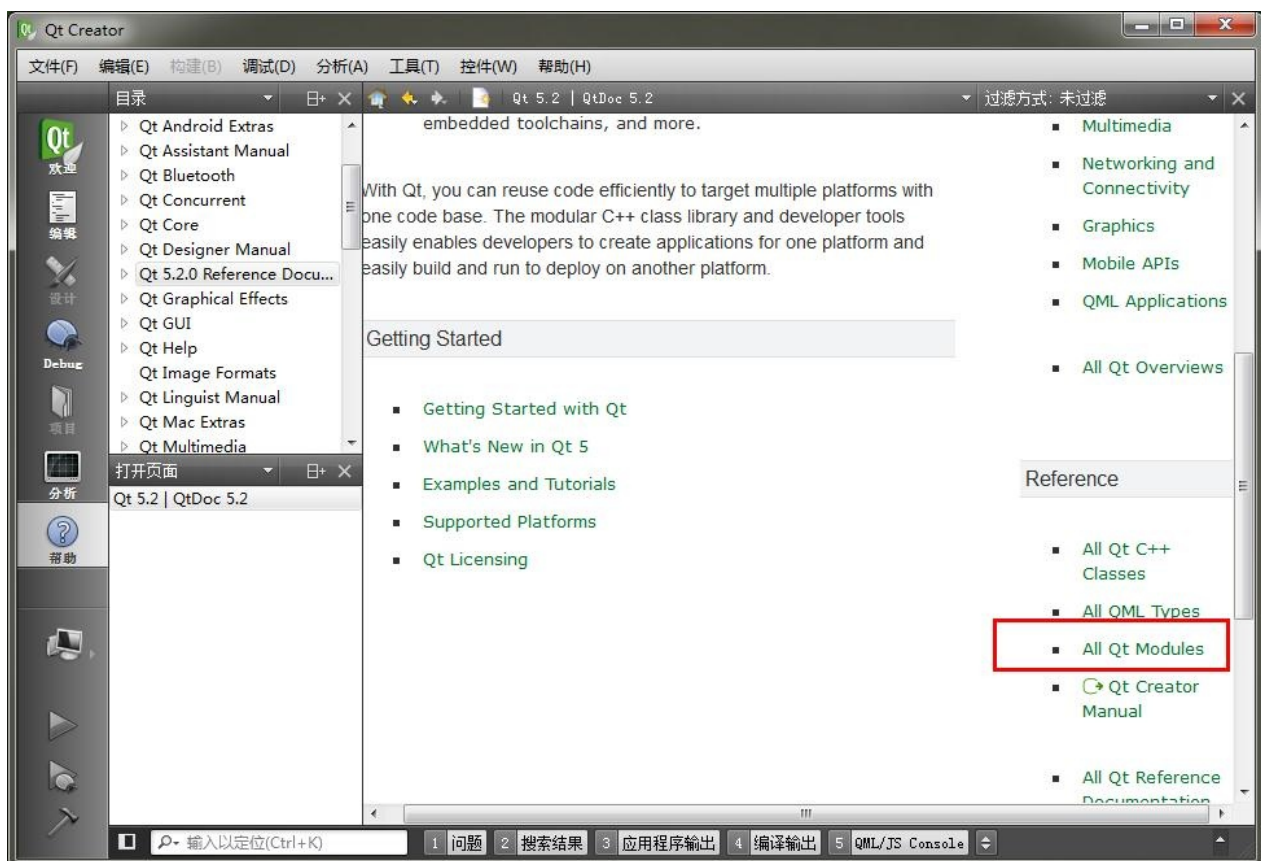 Qt Creator
文件(F) 编辑(E) 构建(B) 调试(D) 分析(A) 工具(T) 控件(W) 帮助(H)
目录
Qt 5.2 | QtDoc 5.2
过滤方式: 未过滤
Qt
欢迎
编辑
设计
Debug
项目
分析
帮助
Qt Android Extras
Qt Assistant Manual
Qt Bluetooth
Qt Concurrent
Qt Core
Qt Designer Manual
Qt 5.2.0 Reference Docu...
Qt Graphical Effects
Qt GUI
Qt Help
Qt Image Formats
Qt Linguist Manual
Qt Mac Extras
Qt Multimedia
打开页面
Qt 5.2 | QtDoc 5.2
embedded toolchains, and more.
With Qt, you can reuse code efficiently to target multiple platforms with
one code base. The modular C++ class library and developer tools
easily enables developers to create applications for one platform and
easily build and run to deploy on another platform.
Getting Started
Getting Started with Qt
What's New in Qt 5
Examples and Tutorials
Supported Platforms
Qt Licensing
Multimedia
Networking and
Connectivity
Graphics
Mobile APIs
QML Applications
All Qt Overviews
Reference
All Qt C++
Classes
All QML Types
All Qt Modules
Qt Creator
Manual
All Qt Reference
Documentation
输入以定位(Ctrl+K)
1 问题 2 搜索结果 3 应用程序输出 4 编译输出 5 QML/JS Console